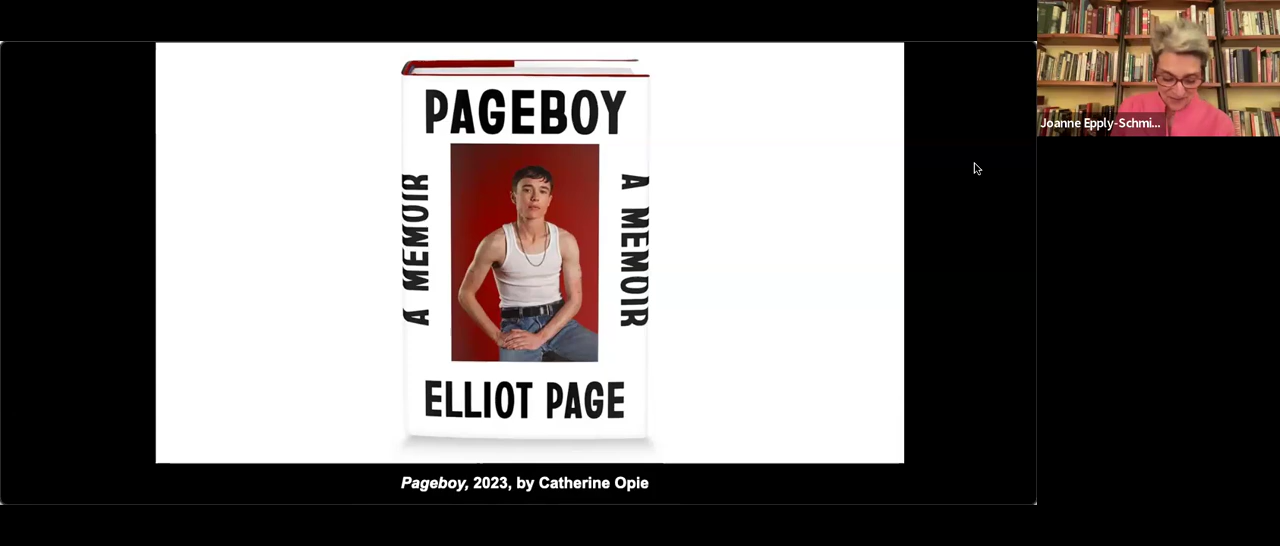 PAGEBOY
A MEMOIR
A MEMOIR
ELLIOT PAGE
Pageboy, 2023, by Catherine Opie
Joanne Epply-Schmi...